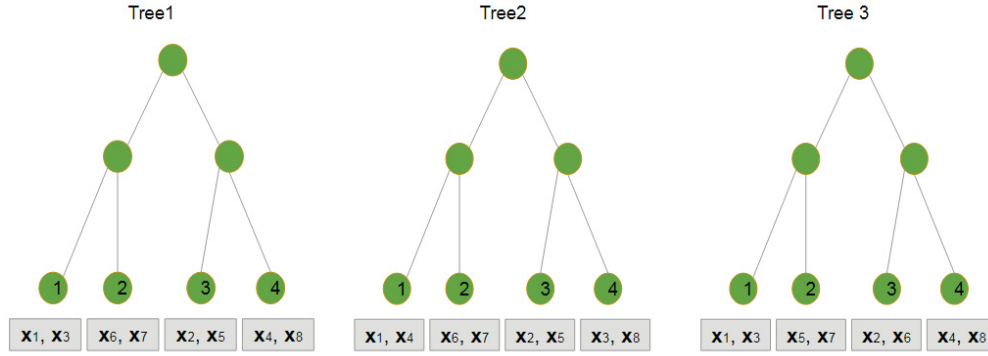 Tree1 Tree2 Tree 3
1 2 3 4 1 2 3 4 1 2 3 4
x1, x3 x6, x7 x2, x5 x4, x8 x1, x4 x6, x7 x2, x5 x3, x8 x1, x3 x5, x7 x2, x6 x4, x8